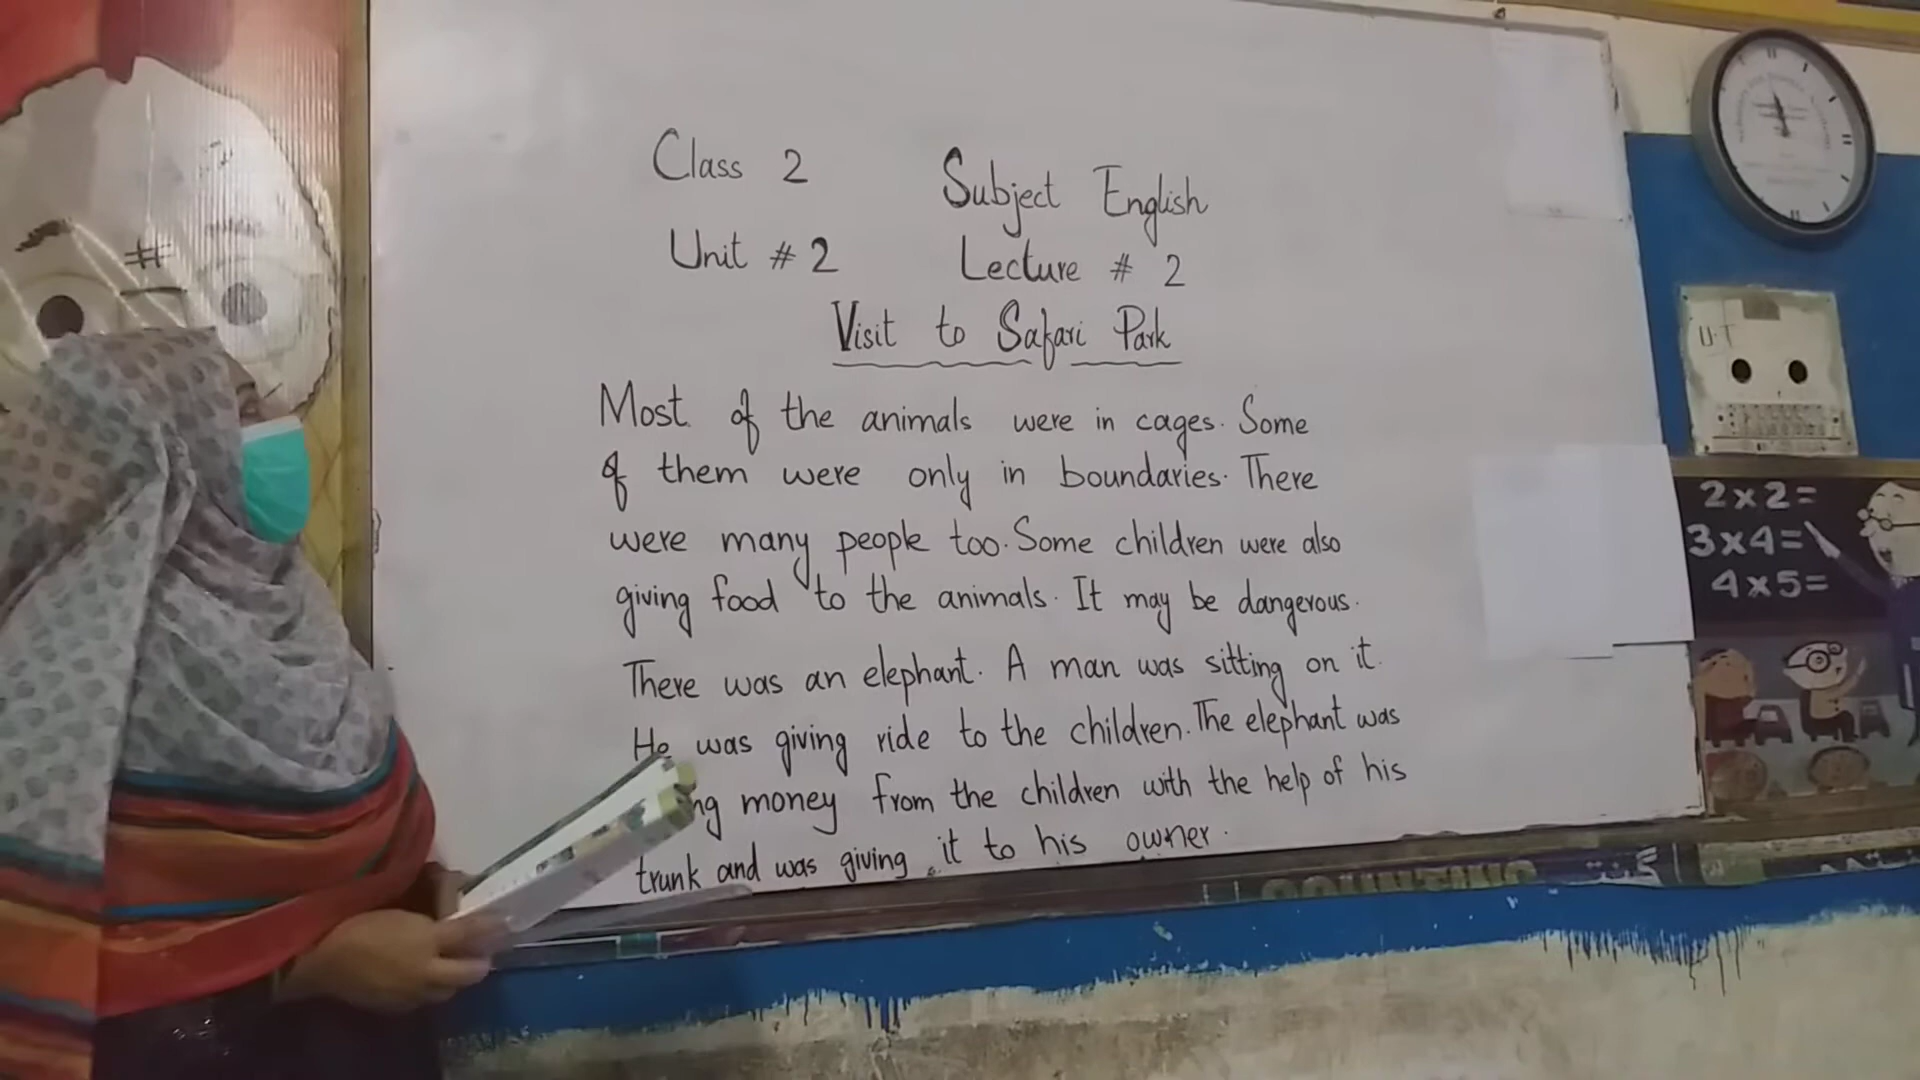 Class 2 Subject English
Unit # 2 Lecture # 2
Visit to Safari Park
Most of the animals were in cages. Some
of them were only in boundaries. There
were many people too. Some children were also
giving food to the animals. It may be dangerous.
There was an elephant. A man was sitting on it.
He was giving ride to the children. The elephant was
money from the children with the help of his
trunk and was giving it to his owner.
U.T
2x2=
3x4=
4x5=